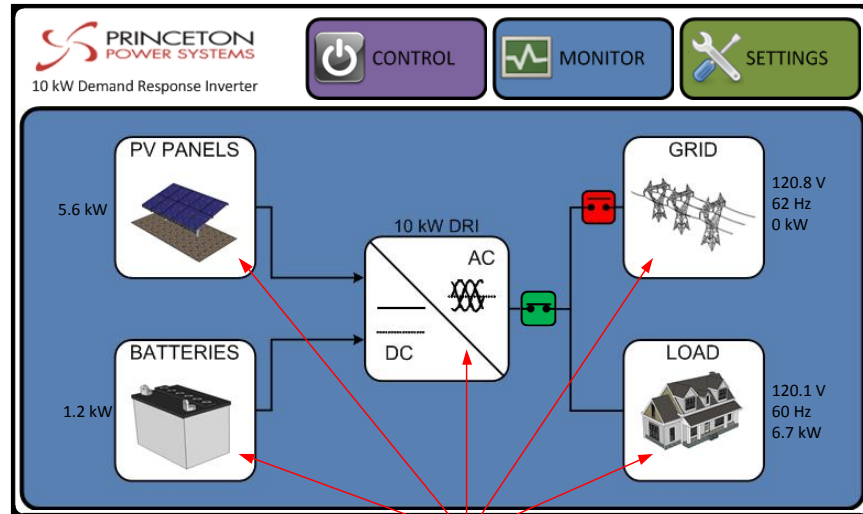 PRINCETON
POWER SYSTEMS
10 kW Demand Response Inverter
CONTROL
MONITOR
SETTINGS
PV PANELS
5.6 kW
GRID
120.8 V
62 Hz
0 kW
10 kW DRI
AC
DC
BATTERIES
1.2 kW
LOAD
120.1 V
60 Hz
6.7 kW